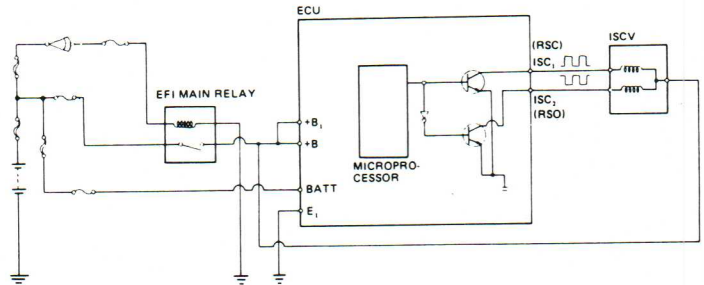 ECU
(RSC)
ISC₁
ISCV
EFI MAIN RELAY
+B₁
+B
ISC₂
(RSO)
MICROPRO-
CESSOR
BATT
E₁